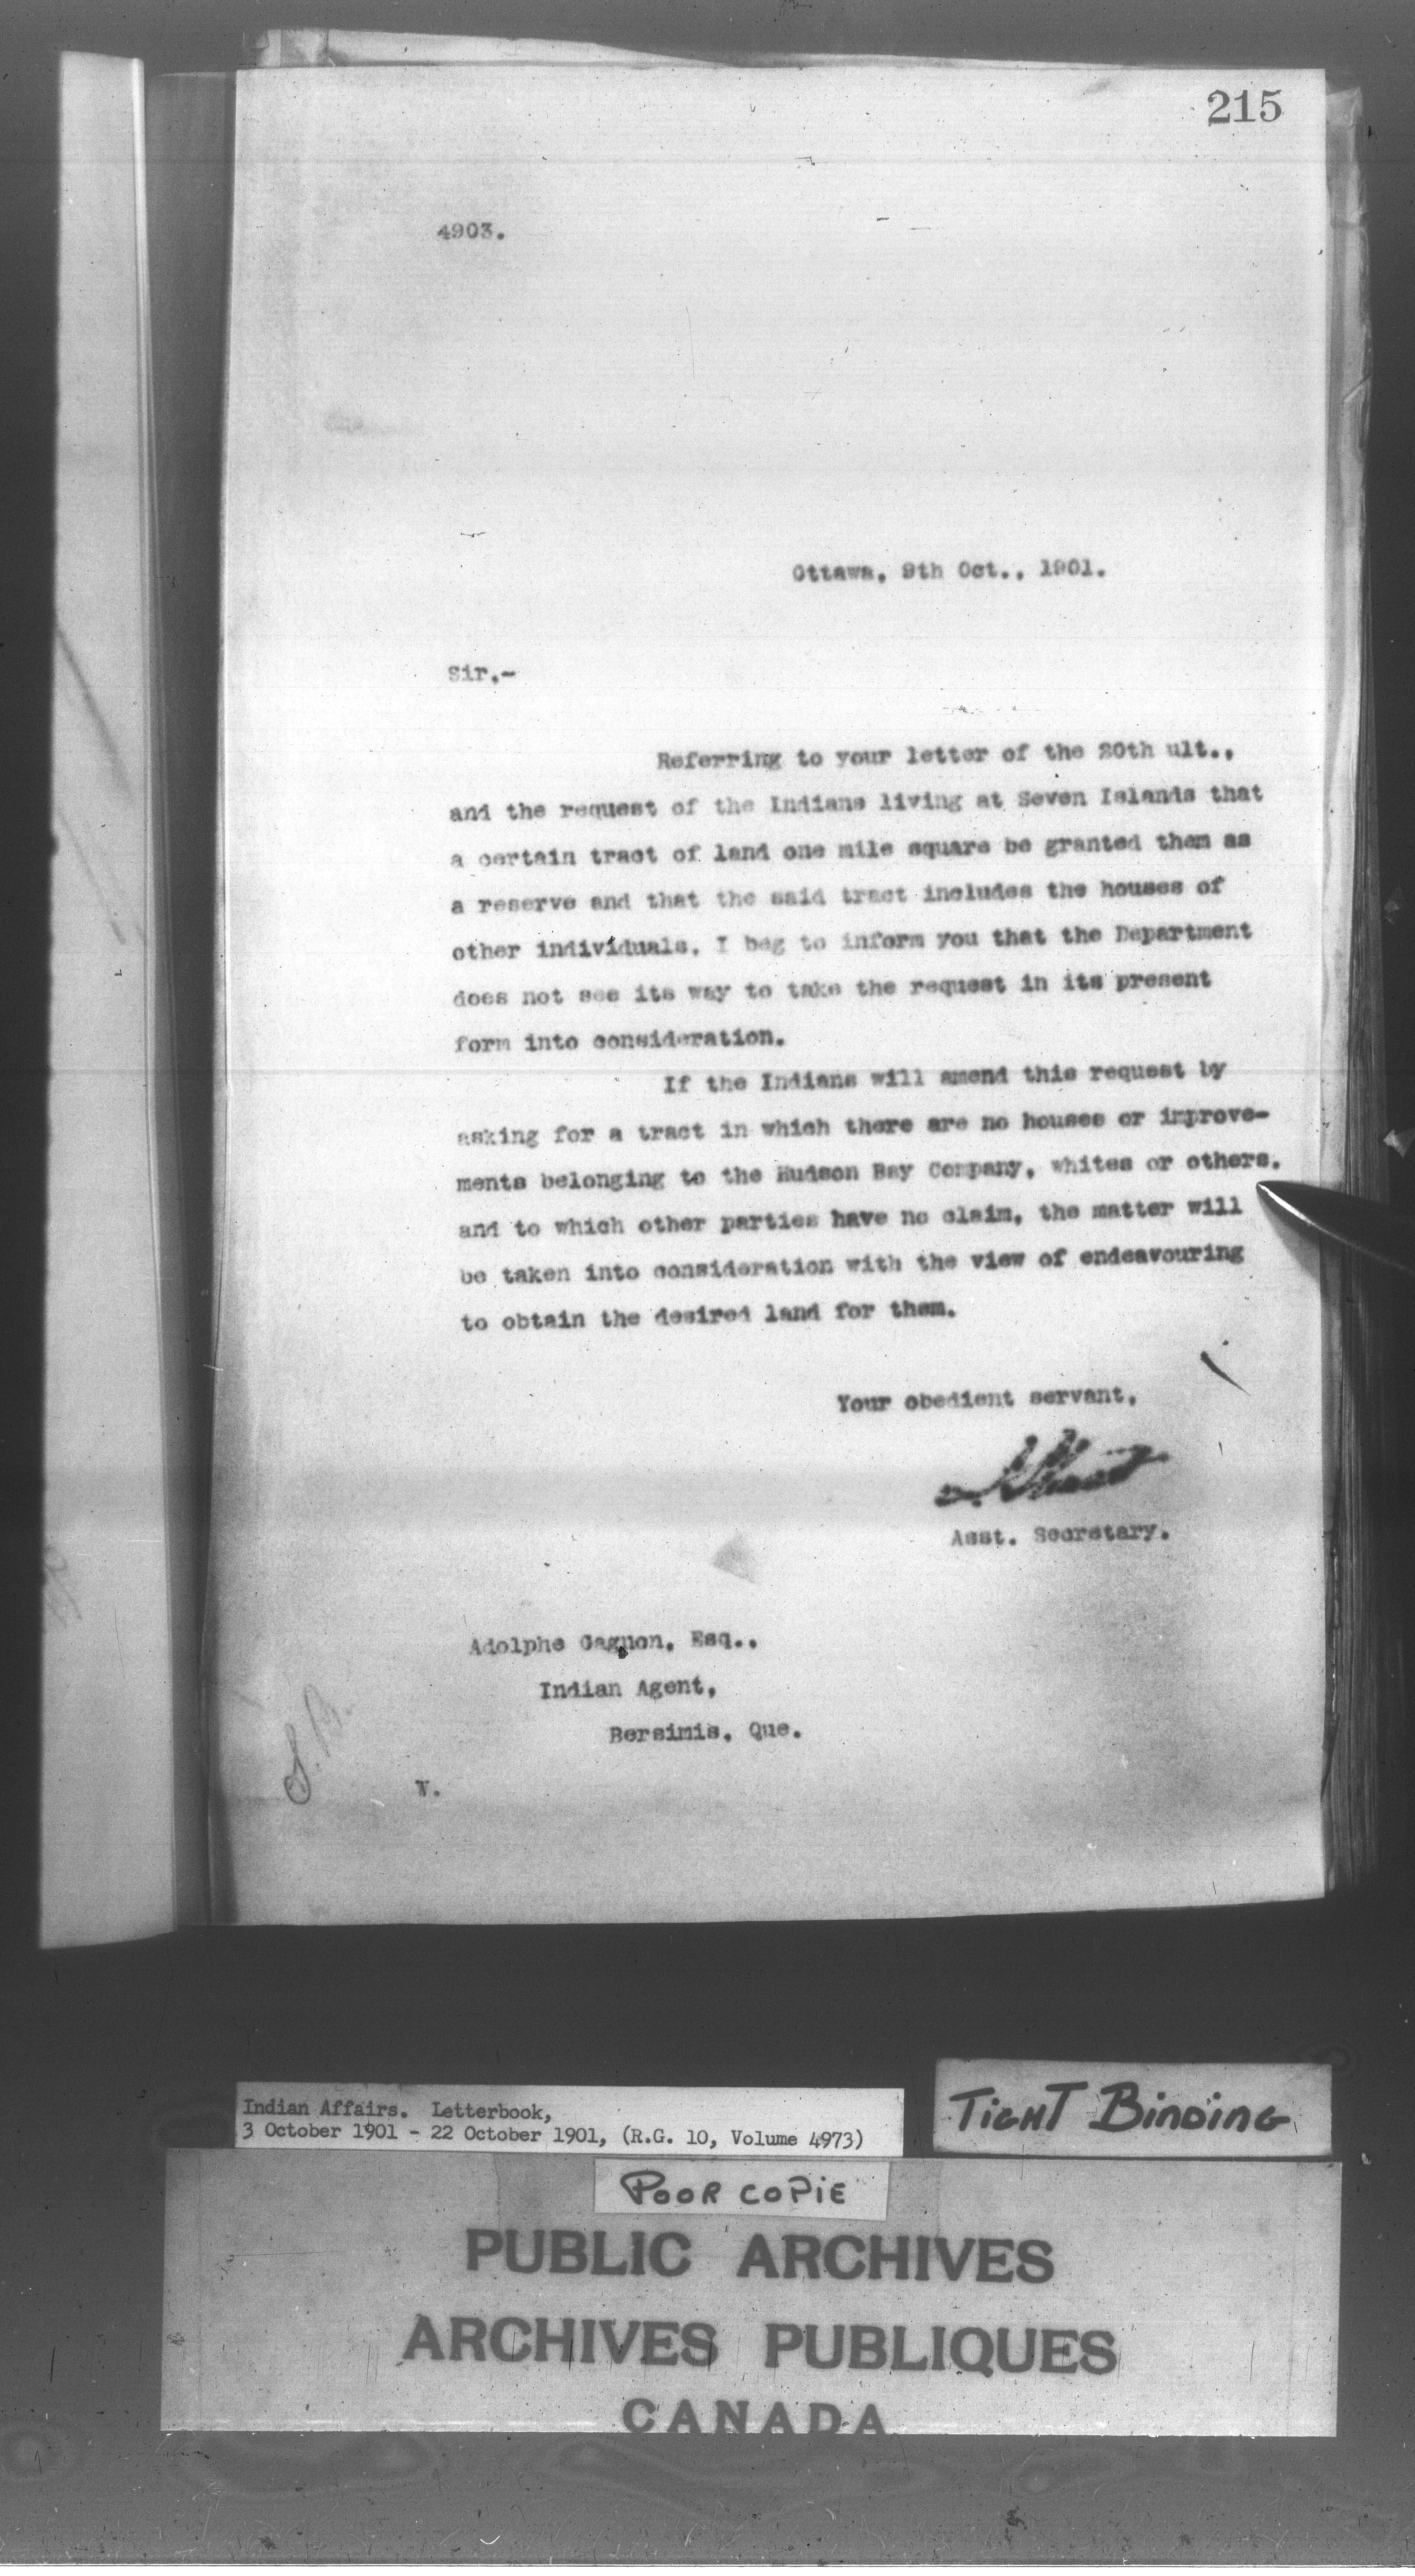 215
4903.
Ottawa, 9th Oct., 1901.
Sir,-
Referring to your letter of the 20th ult.,
and the request of the Indians living at Seven Islands that
a certain tract of land one mile square be granted them as
a reserve and that the said tract includes the houses of
other individuals, I beg to inform you that the Department
does not see its way to take the request in its present
form into consideration.
If the Indians will amend this request by
asking for a tract in which there are no houses or improve-
ments belonging to the Hudson Bay Company, whites or others,
and to which other parties have no claim, the matter will
be taken into consideration with the view of endeavouring
to obtain the desired land for them.
Your obedient servant,
Asst. Secretary.
Adolphe Gagnon, Esq.,
Indian Agent,
Bersimis, Que.
Indian Affairs. Letterbook,
3 October 1901 - 22 October 1901, (R.G. 10, Volume 4973)
TIGHT BINDING
POOR COPIE
PUBLIC ARCHIVES
ARCHIVES PUBLIQUES
CANADA